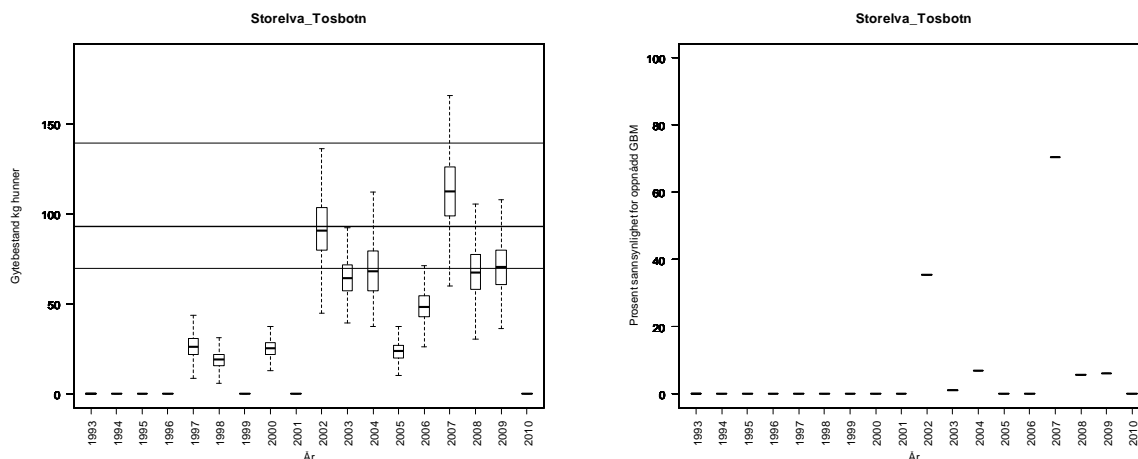 Storelva_Tosbotn
Gytebestand kg hunner
150
100
50
0
1993 1994 1995 1996 1997 1998 1999 2000 2001 2002 2003 2004 2005 2006 2007 2008 2009 2010
År
Storelva_Tosbotn
Prosent sannsynlighet for oppnådd GBM
100
80
60
40
20
0
1993 1994 1995 1996 1997 1998 1999 2000 2001 2002 2003 2004 2005 2006 2007 2008 2009 2010
År